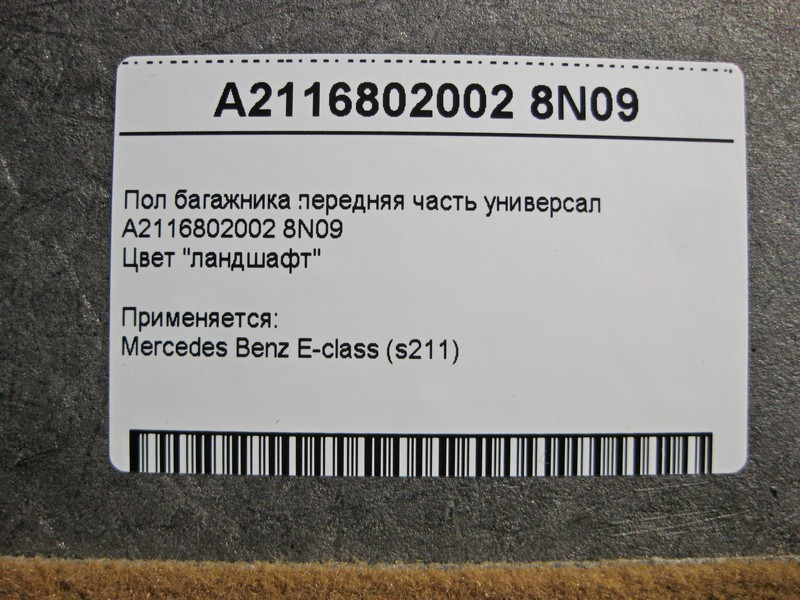 A2116802002 8N09
Пол багажника передняя часть универсал
A2116802002 8N09
Цвет "ландшафт"
Применяется:
Mercedes Benz E-class (s211)